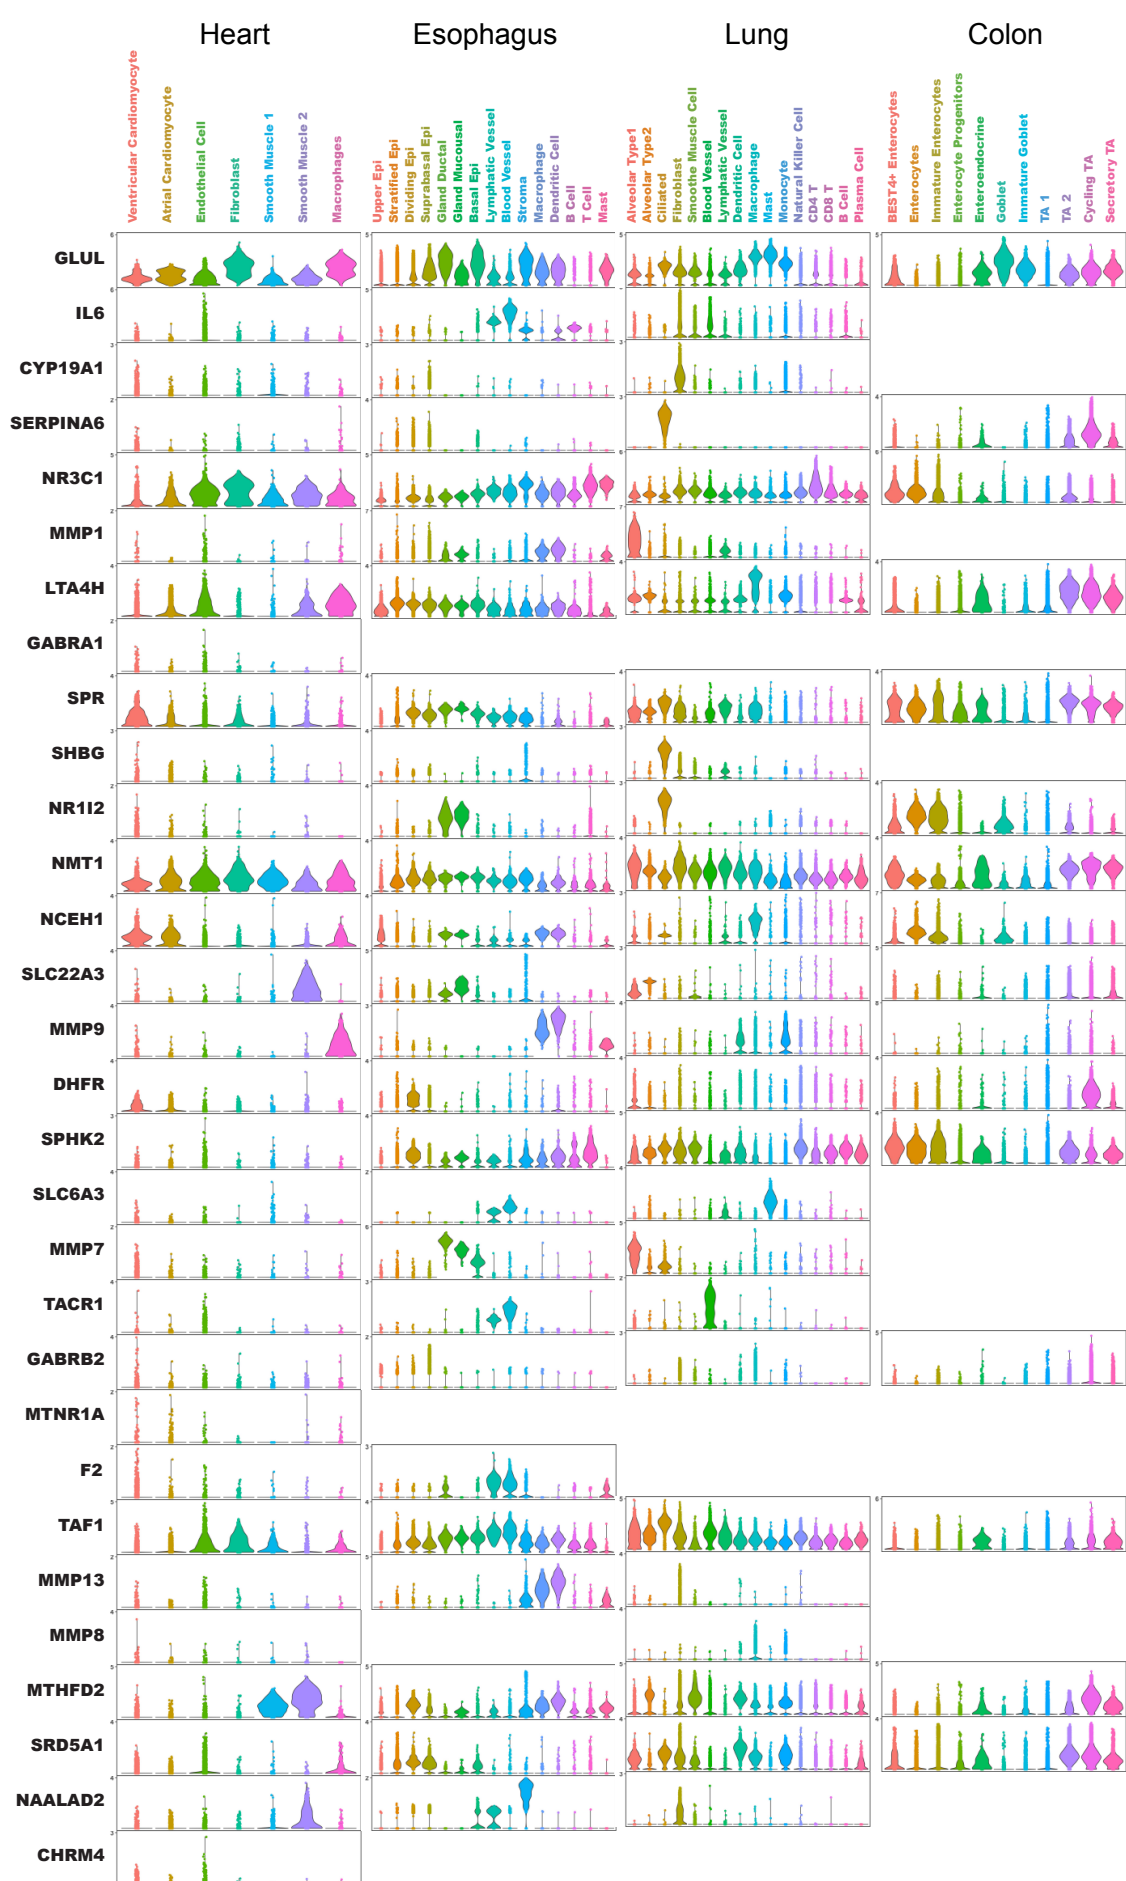 Heart Esophagus Lung Colon
Ventricular Cardiomyocyte
Atrial Cardiomyocyte
Endothelial Cell
Fibroblast
Smooth Muscle 1
Smooth Muscle 2
Macrophages
Upper Epi
Stratified Epi
Dividing Epi
Suprabasal Epi
Gland Ductal
Gland Mucousal
Basal Epi
Lymphatic Vessel
Blood Vessel
Stroma
Macrophage
Dendritic Cell
B Cell
T Cell
Mast
Alveolar Type1
Alveolar Type2
Ciliated
Fibroblast
Smoothe Muscle Cell
Blood Vessel
Lymphatic Vessel
Dendritic Cell
Macrophage
Mast
Monocyte
Natural Killer Cell
CD4 T
CD8 T
B Cell
Plasma Cell
BEST4+ Enterocytes
Enterocytes
Immature Enterocytes
Enterocyte Progenitors
Enteroendocrine
Goblet
Immature Goblet
TA 1
TA 2
Cycling TA
Secretory TA
GLUL
IL6
CYP19A1
SERPINA6
NR3C1
MMP1
LTA4H
GABRA1
SPR
SHBG
NR1I2
NMT1
NCEH1
SLC22A3
MMP9
DHFR
SPHK2
SLC6A3
MMP7
TACR1
GABRB2
MTNR1A
F2
TAF1
MMP13
MMP8
MTHFD2
SRD5A1
NAALAD2
CHRM4